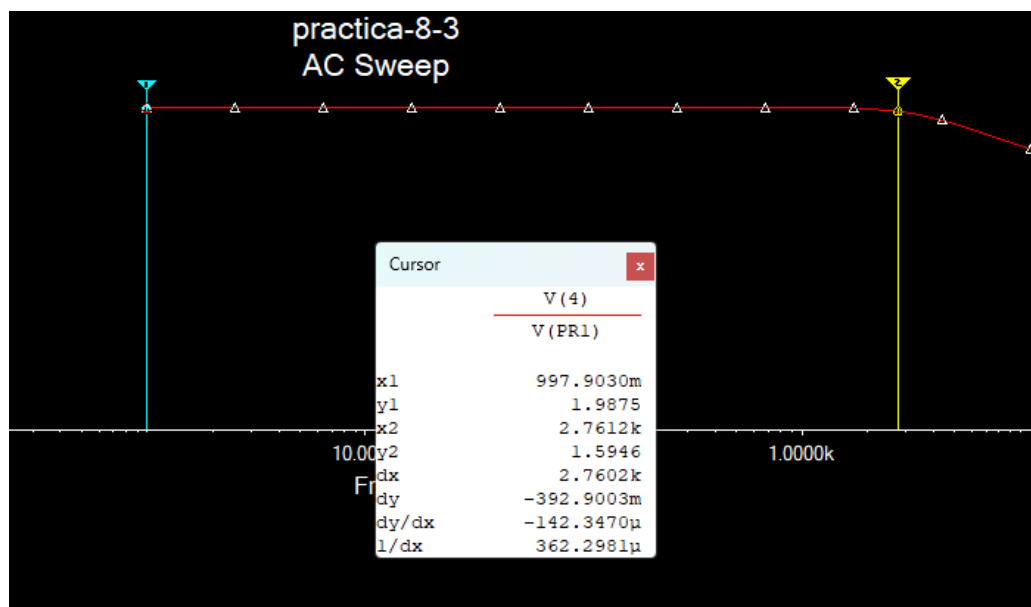 practica-8-3
AC Sweep
1
2
Cursor
x
V(4)
V(PR1)
x1 997.9030m
y1 1.9875
x2 2.7612k
y2 1.5946
dx 2.7602k
dy -392.9003m
dy/dx -142.3470µ
1/dx 362.2981µ
10.00
1.0000k
Fr